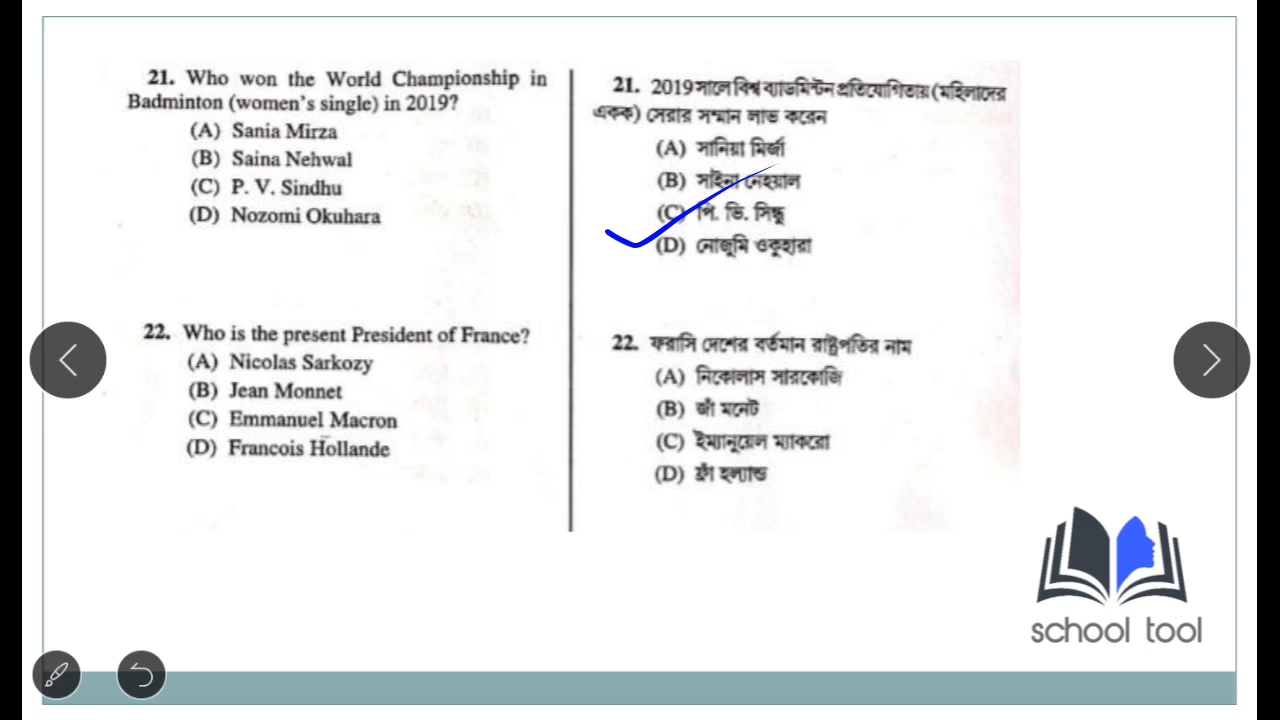 21. Who won the World Championship in
Badminton (women's single) in 2019?
(A) Sania Mirza
(B) Saina Nehwal
(C) P. V. Sindhu
(D) Nozomi Okuhara
22. Who is the present President of France?
(A) Nicolas Sarkozy
(B) Jean Monnet
(C) Emmanuel Macron
(D) Francois Hollande
21. 2019 সালে বিশ্ব ব্যাডমিন্টন প্রতিযোগিতায় (মহিলাদের
একক) সেরার সম্মান লাভ করেন
(A) সানিয়া মির্জা
(B) সাইনা নেহয়াল
(C) পি. ভি. সিন্ধু
(D) নোজুমি ওকুহারা
22. ফরাসি দেশের বর্তমান রাষ্ট্রপতির নাম
(A) নিকোলাস সারকোজি
(B) জাঁ মনেট
(C) ইম্যানুয়েল ম্যাকরো
(D) ফ্রাঁ হল্যান্ড
school tool